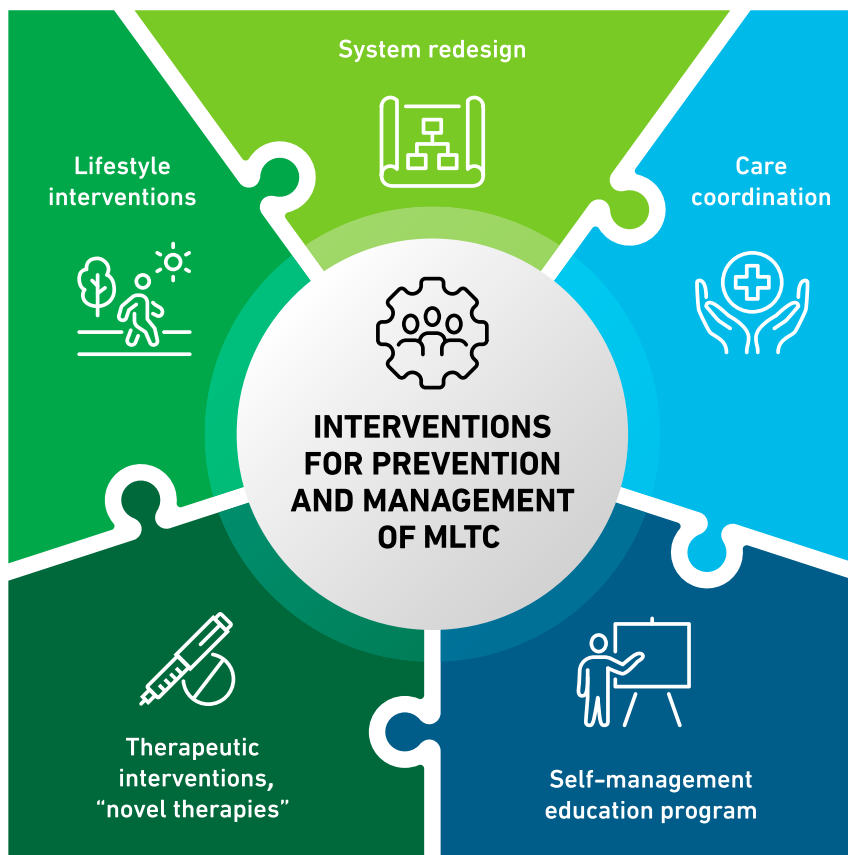 System redesign
Lifestyle
interventions
Care
coordination
INTERVENTIONS
FOR PREVENTION
AND MANAGEMENT
OF MLTC
Therapeutic
interventions,
“novel therapies”
Self–management
education program